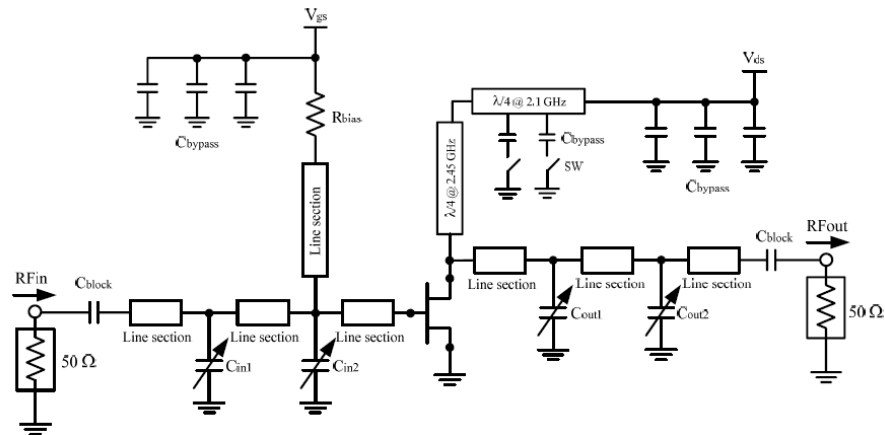 Vgs
Vds
λ/4 @ 2.1 GHz
Rbias
Cbypass
SW
Cbypass
Cbypass
λ/4 @ 2.45 GHz
Line section
RFin
Cblock
Cblock
RFout
Line section
Line section
Line section
Line section
Line section
Line section
Cin1
Cin2
Cout1
Cout2
50 Ω
50 Ω